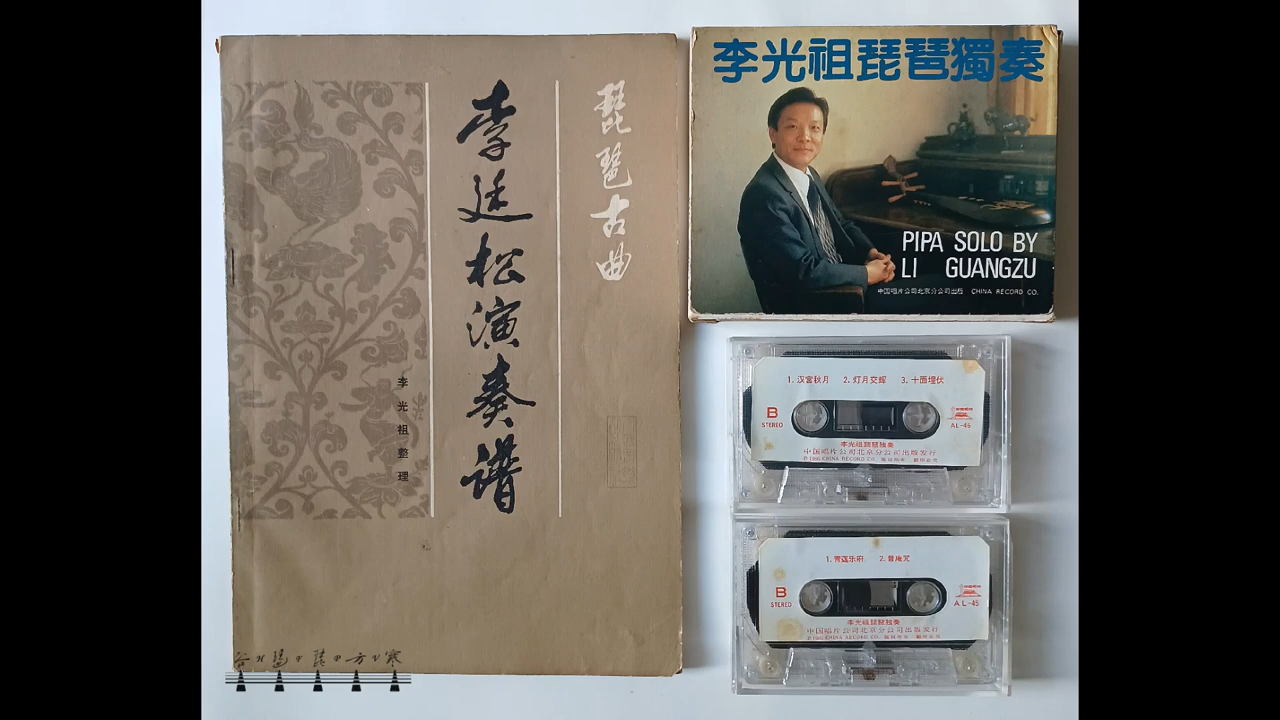 琵琶古曲
李廷松演奏谱
李光祖整理
李光祖琵琶獨奏
PIPA SOLO BY
LI GUANGZU
中国唱片公司北京分公司出版 CHINA RECORD CO.
1.汉宫秋月 2.灯月交辉 3.十面埋伏
B
STEREO
AL-46
李光祖琵琶独奏
中国唱片公司北京分公司出版发行
1.青莲乐府 2.普庵咒
B
STEREO
AL-45
李光祖琵琶独奏
中国唱片公司北京分公司出版发行